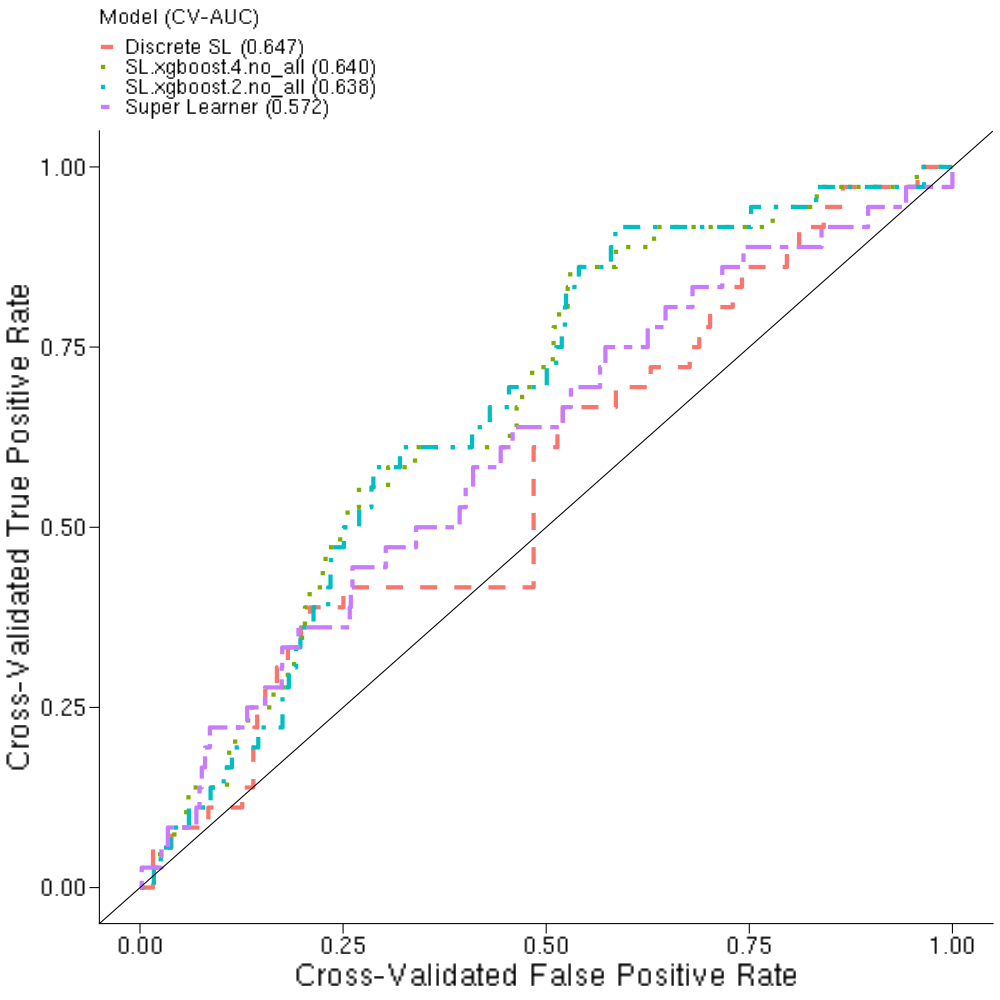 Model (CV-AUC)
Discrete SL (0.647)
SL.xgboost.4.no_all (0.640)
SL.xgboost.2.no_all (0.638)
Super Learner (0.572)
1.00
0.75
0.50
0.25
0.00
Cross-Validated True Positive Rate
0.00 0.25 0.50 0.75 1.00
Cross-Validated False Positive Rate